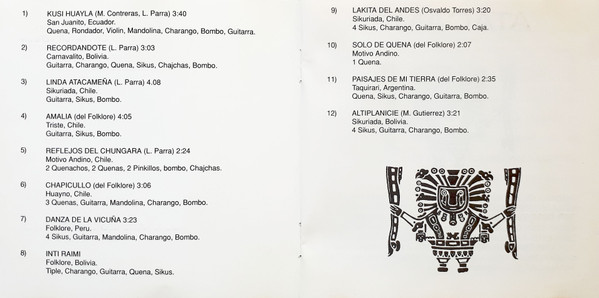 1) KUSI HUAYLA (M. Contreras, L. Parra) 3:40
San Juanito, Ecuador.
Quena, Rondador, Violin, Mandolina, Charango, Bombo, Guitarra.
2) RECORDANDOTE (L. Parra) 3:03
Carnavalito, Bolivia.
Guitarra, Charango, Quena, Sikus, Chajchas, Bombo.
3) LINDA ATACAMEÑA (L. Parra) 4.08
Sikuriada, Chile.
Guitarra, Sikus, Bombo.
4) AMALIA (del Folklore) 4:05
Triste, Chile.
Guitarra, Sikus, Bombo.
5) REFLEJOS DEL CHUNGARA (L. Parra) 2:24
Motivo Andino, Chile.
2 Quenachos, 2 Quenas, 2 Pinkillos, bombo, Chajchas.
6) CHAPICULLO (del Folklore) 3:06
Huayno, Chile.
3 Quenas, Guitarra, Mandolina, Charango, Bombo.
7) DANZA DE LA VICUÑA 3:23
Folklore, Peru.
4 Sikus, Guitarra, Mandolina, Charango, Bombo.
8) INTI RAIMI
Folklore, Bolivia.
Tiple, Charango, Guitarra, Quena, Sikus.
9) LAKITA DEL ANDES (Osvaldo Torres) 3:20
Sikuriada, Chile.
4 Sikus, Charango, Guitarra, Bombo, Caja.
10) SOLO DE QUENA (del Folklore) 2:07
Motivo Andino.
1 Quena.
11) PAISAJES DE MI TIERRA (del Folklore) 2:35
Taquirari, Argentina.
Quena, Sikus, Guitarra, Charango, Bombo.
12) ALTIPLANICIE (M. Gutierrez) 3:21
Sikuriada, Bolivia.
4 Sikus, Guitarra, Charango, Bombo.